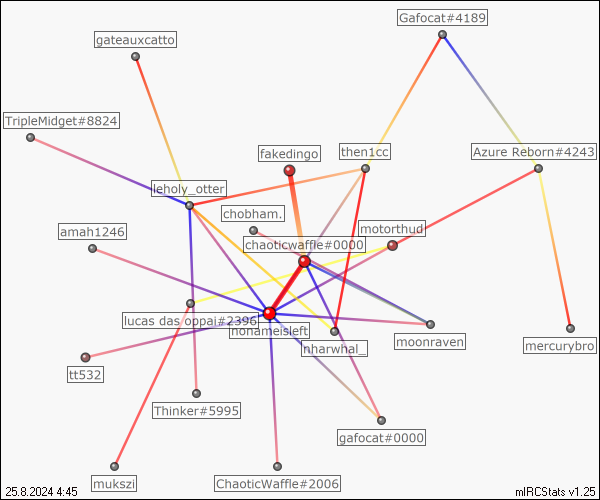 Gafocat#4189
gateauxcatto
TripleMidget#8824
fakedingo
then1cc
Azure Reborn#4243
leholy_otter
chobham.
amah1246
motorthud
chaoticwaffle#0000
lucas das oppai#2396
nonameisleft
nharwhal_
moonraven
mercurybro
tt532
Thinker#5995
gafocat#0000
mukszi
ChaoticWaffle#2006
25.8.2024 4:45
mIRCStats v1.25